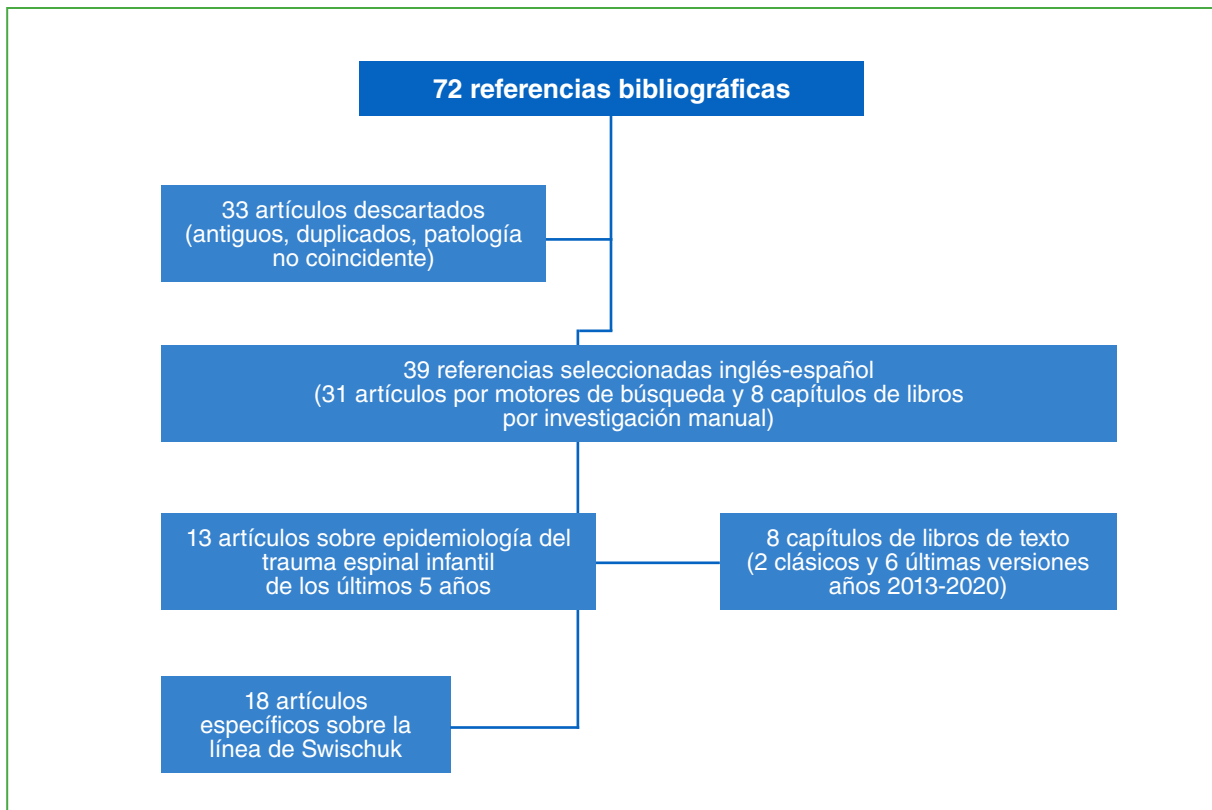 72 referencias bibliográficas
33 artículos descartados
(antiguos, duplicados, patología
no coincidente)
39 referencias seleccionadas inglés-español
(31 artículos por motores de búsqueda y 8 capítulos de libros
por investigación manual)
13 artículos sobre epidemiología del
trauma espinal infantil
de los últimos 5 años
8 capítulos de libros de texto
(2 clásicos y 6 últimas versiones
años 2013-2020)
18 artículos
específicos sobre la
línea de Swischuk